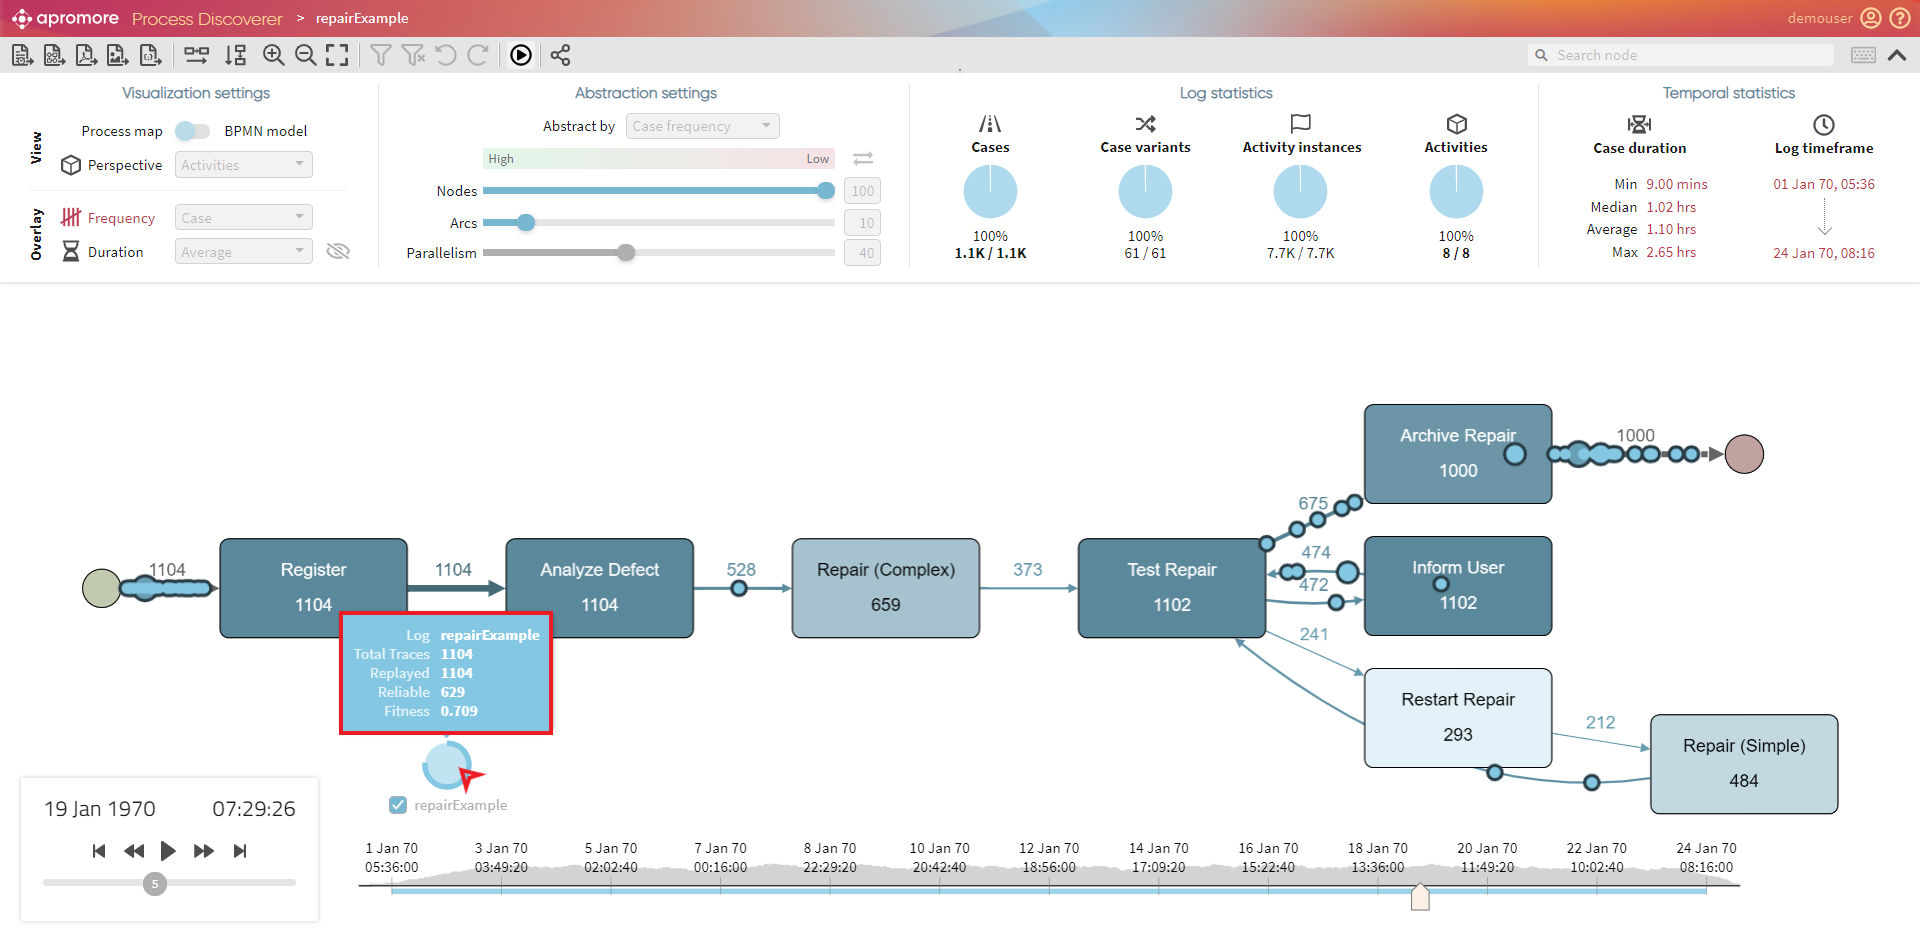 apromore Process Discoverer > repairExample
demouser
Search node
Visualization settings
View
Process map BPMN model
Perspective Activities
Overlay
Frequency Case
Duration Average
Abstraction settings
Abstract by Case frequency
High Low
Nodes 100
Arcs 10
Parallelism 40
Log statistics
Cases Case variants Activity instances Activities
100% 100% 100% 100%
1.1K / 1.1K 61 / 61 7.7K / 7.7K 8 / 8
Temporal statistics
Case duration Log timeframe
Min 9.00 mins 01 Jan 70, 05:36
Median 1.02 hrs
Average 1.10 hrs
Max 2.65 hrs 24 Jan 70, 08:16
1104
Register
1104
1104
Analyze Defect
1104
528
Repair (Complex)
659
373
Test Repair
1102
675
Archive Repair
1000
1000
474
472
Inform User
1102
241
Restart Repair
293
212
Repair (Simple)
484
Log repairExample
Total Traces 1104
Replayed 1104
Reliable 629
Fitness 0.709
repairExample
19 Jan 1970 07:29:26
5
1 Jan 70 3 Jan 70 5 Jan 70 7 Jan 70 8 Jan 70 10 Jan 70 12 Jan 70 14 Jan 70 16 Jan 70 18 Jan 70 20 Jan 70 22 Jan 70 24 Jan 70
05:36:00 03:49:20 02:02:40 00:16:00 22:29:20 20:42:40 18:56:00 17:09:20 15:22:40 13:36:00 11:49:20 10:02:40 08:16:00